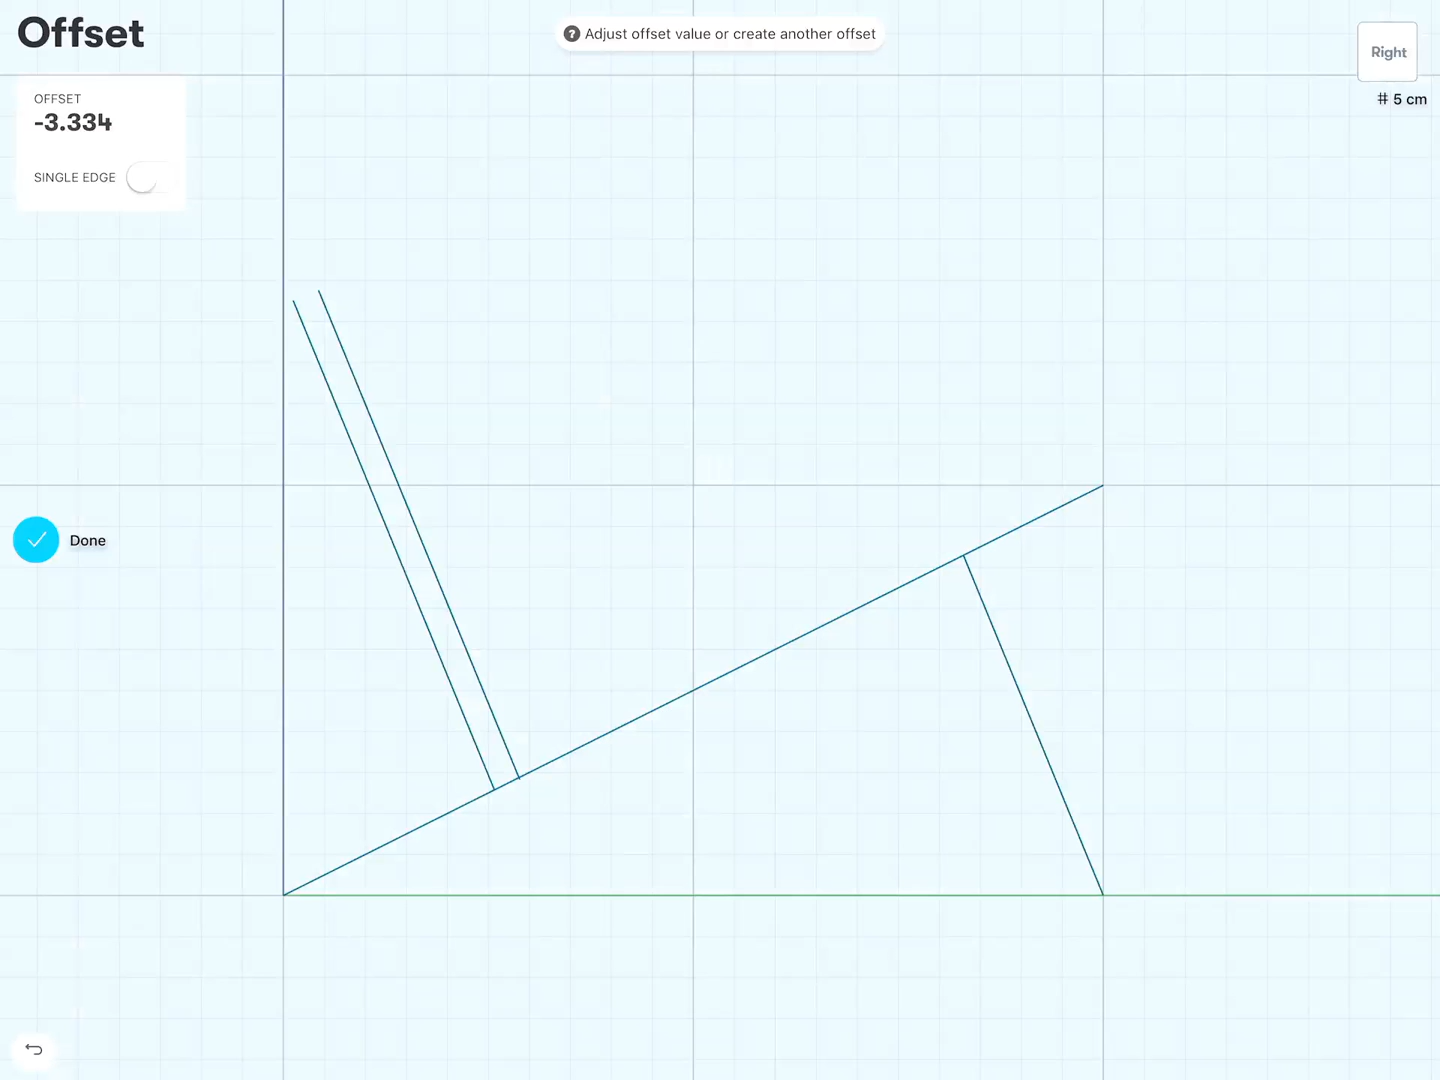 Offset
Adjust offset value or create another offset
Right
OFFSET
-3.334
5 cm
SINGLE EDGE
Done